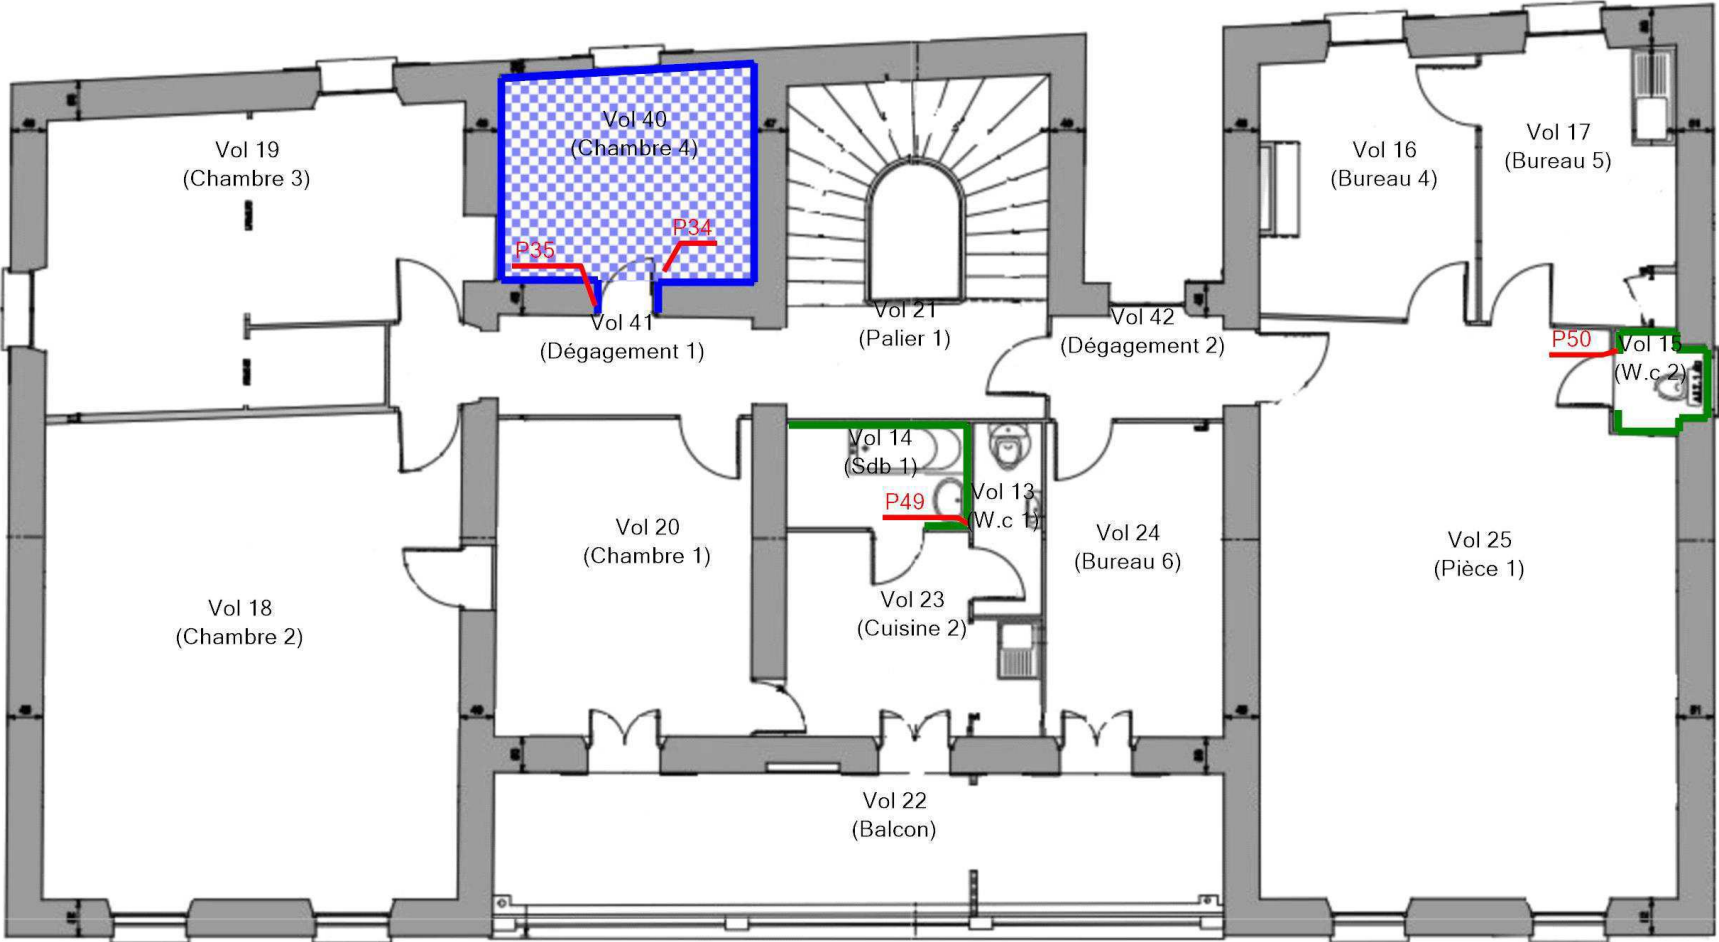 Vol 40
(Chambre 4)
Vol 19
(Chambre 3)
Vol 17
(Bureau 5)
Vol 16
(Bureau 4)
P34
P35
Vol 41
(Dégagement 1)
Vol 21
(Palier 1)
Vol 42
(Dégagement 2)
P50
Vol 15
(W.c 2)
Vol 14
(Sdb 1)
P49
Vol 13
(W.c 1)
Vol 20
(Chambre 1)
Vol 24
(Bureau 6)
Vol 25
(Pièce 1)
Vol 18
(Chambre 2)
Vol 23
(Cuisine 2)
Vol 22
(Balcon)
47